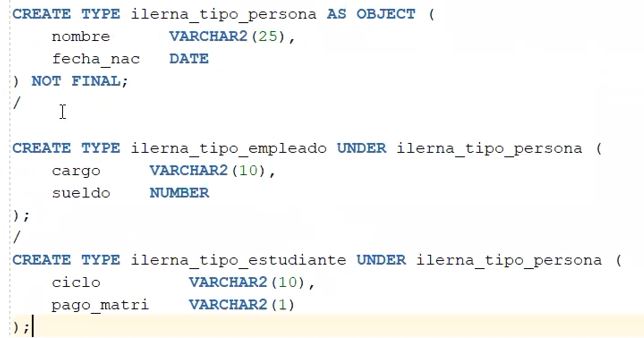 CREATE TYPE ilerna_tipo_persona AS OBJECT (
    nombre      VARCHAR2(25),
    fecha_nac   DATE
) NOT FINAL;
/

CREATE TYPE ilerna_tipo_empleado UNDER ilerna_tipo_persona (
    cargo     VARCHAR2(10),
    sueldo    NUMBER
);
/
CREATE TYPE ilerna_tipo_estudiante UNDER ilerna_tipo_persona (
    ciclo         VARCHAR2(10),
    pago_matri    VARCHAR2(1)
);